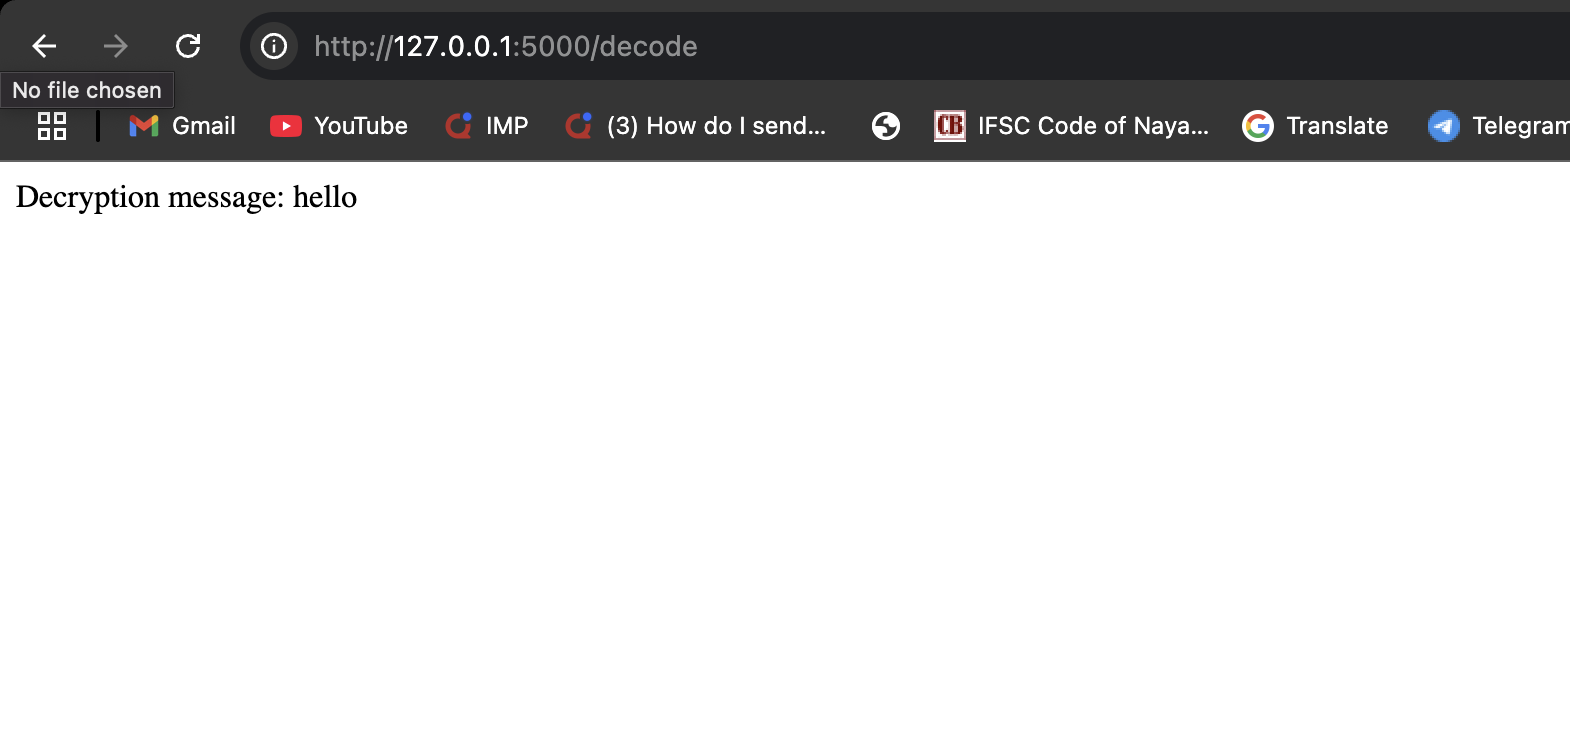 http://127.0.0.1:5000/decode
No file chosen
Gmail YouTube IMP (3) How do I send... CB IFSC Code of Naya... Translate Telegram
Decryption message: hello